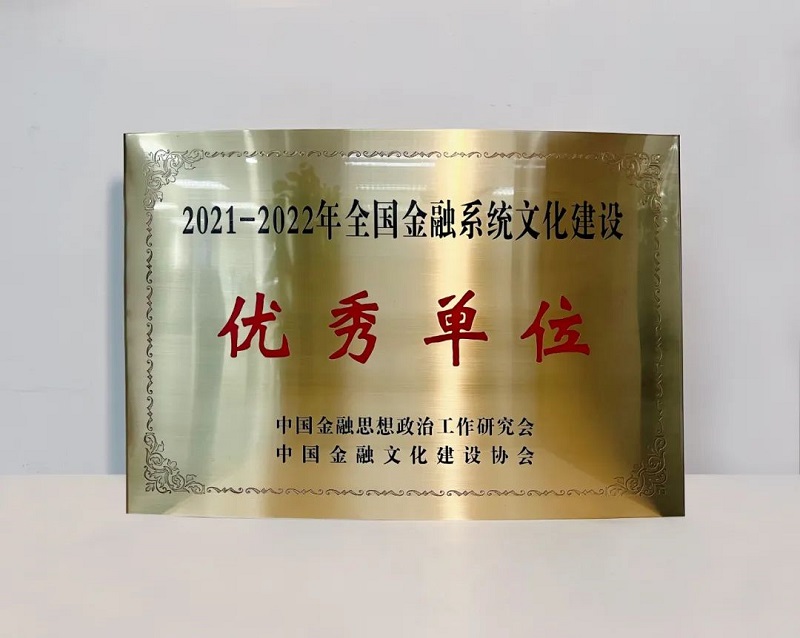 2021-2022年全国金融系统文化建设
优秀单位
中国金融思想政治工作研究会
中国金融文化建设协会